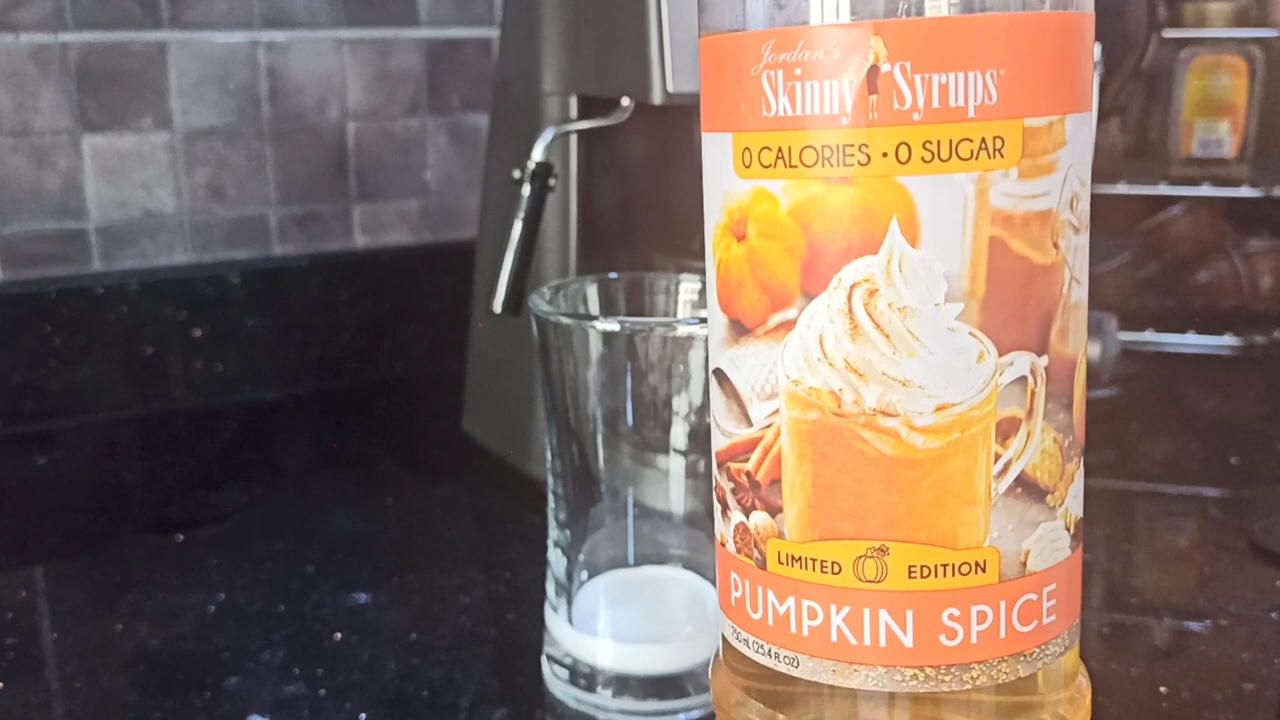 Jordan's
Skinny Syrups
0 CALORIES • 0 SUGAR
LIMITED EDITION
PUMPKIN SPICE
750 mL (25.4 FL OZ)